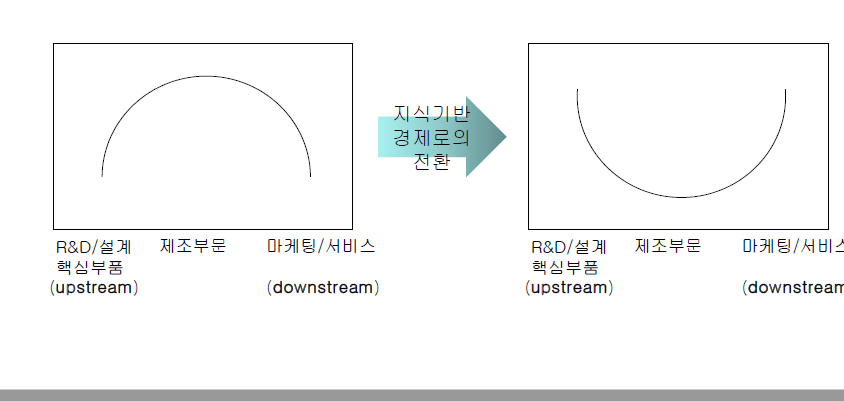 지식기반
경제로의
전환
R&D/설계 제조부문 마케팅/서비스
핵심부품
(upstream) (downstream)
R&D/설계 제조부문 마케팅/서비스
핵심부품
(upstream) (downstream